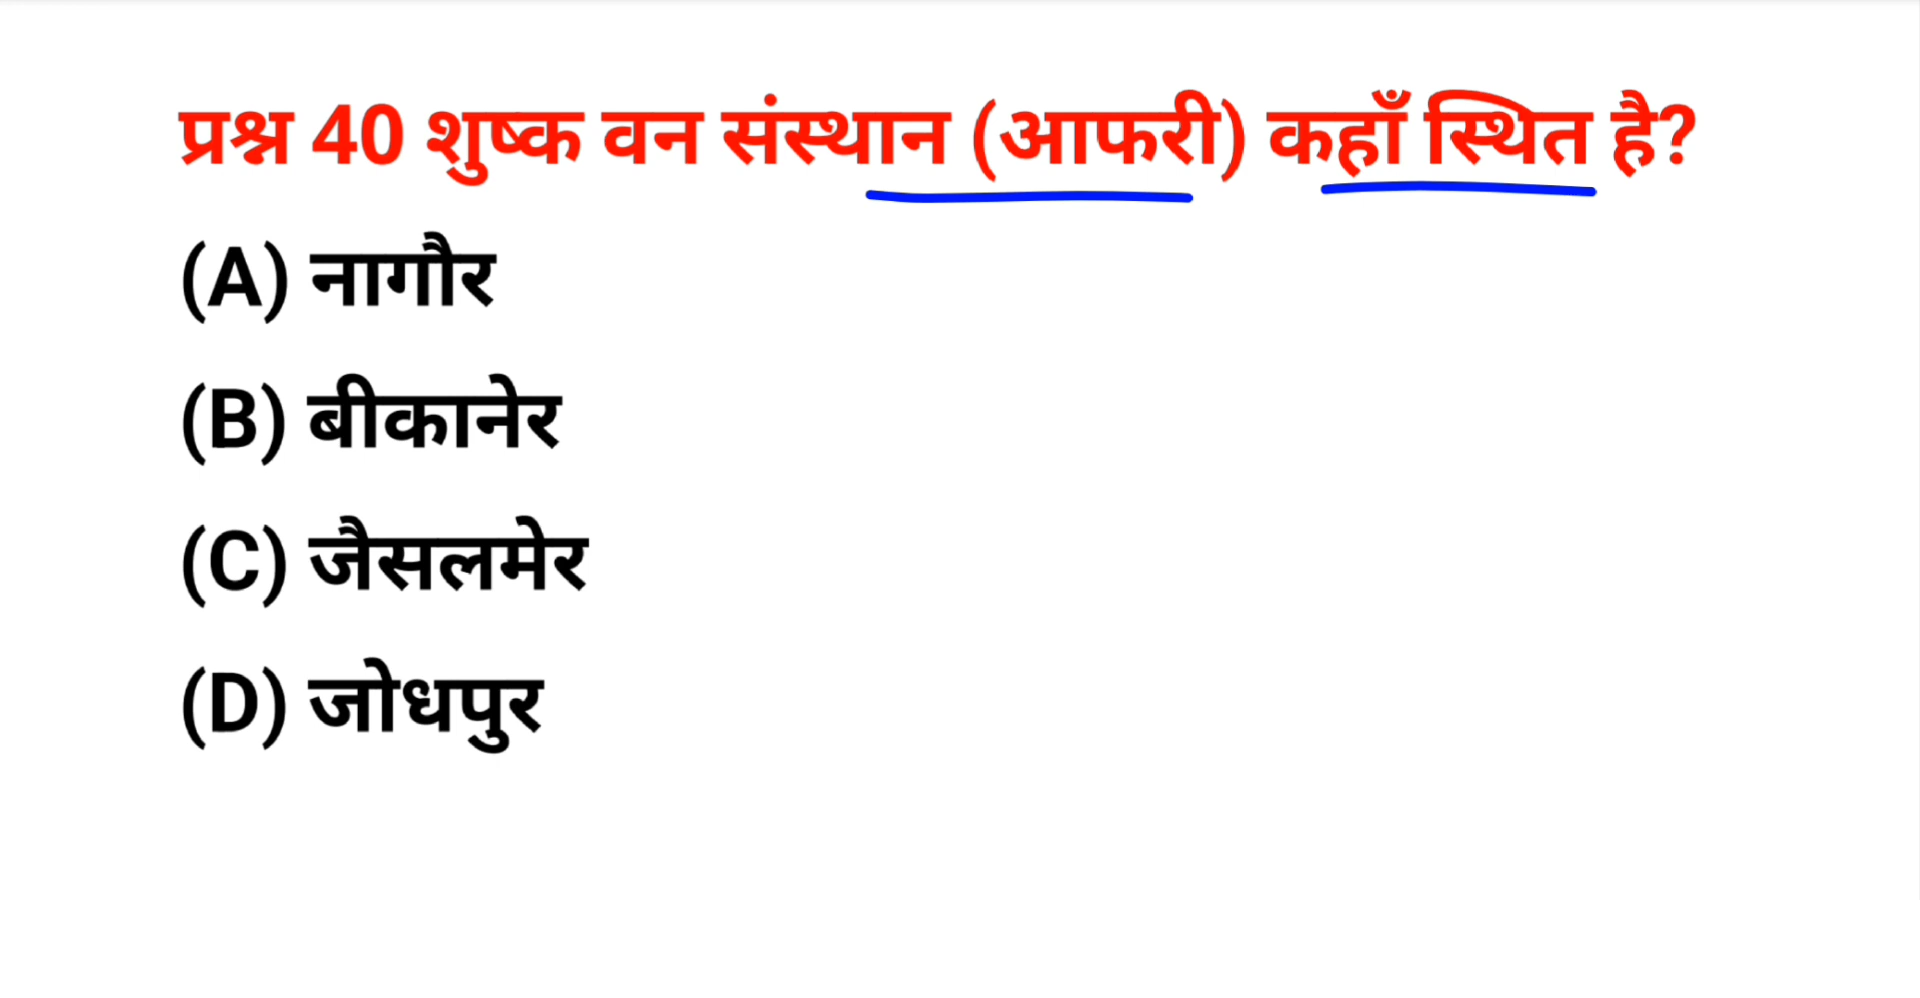 प्रश्न 40 शुष्क वन संस्थान (आफरी) कहाँ स्थित है?
(A) नागौर
(B) बीकानेर
(C) जैसलमेर
(D) जोधपुर